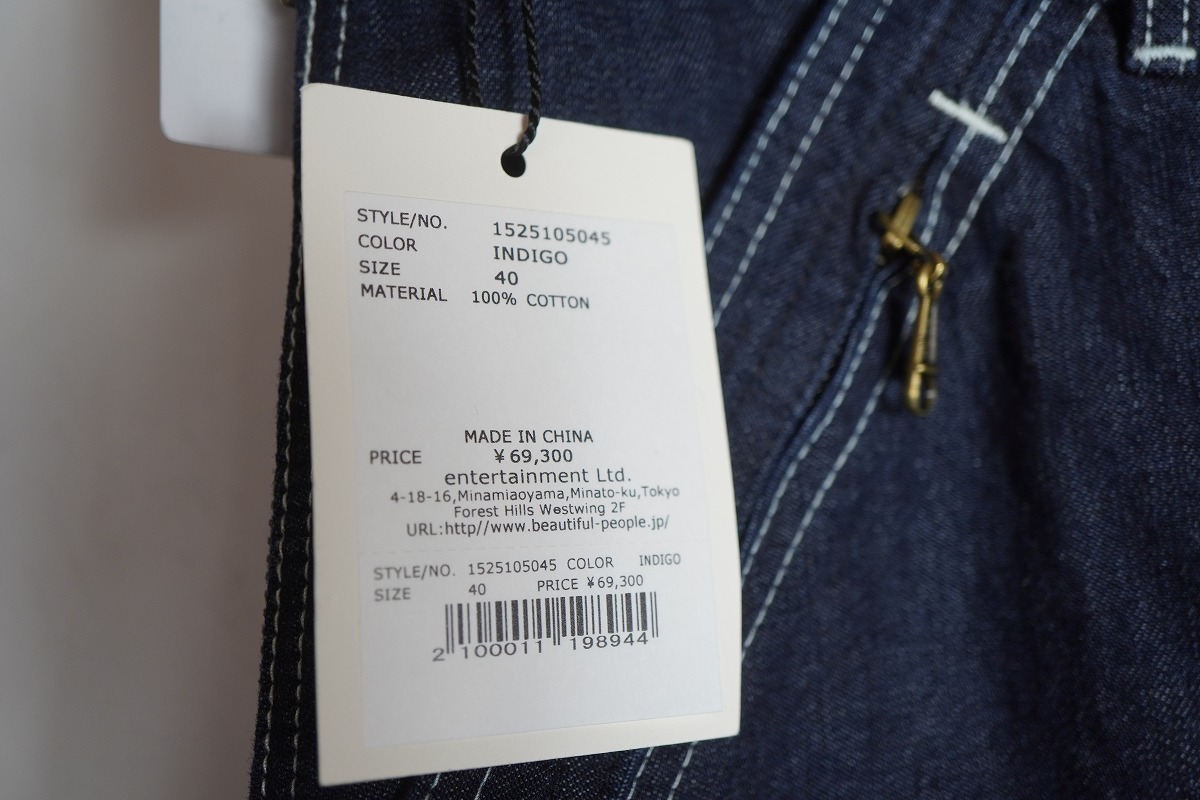 STYLE/NO. 1525105045
COLOR INDIGO
SIZE 40
MATERIAL 100% COTTON
MADE IN CHINA
PRICE ¥69,300
entertainment Ltd.
4-18-16,Minamiaoyama,Minato-ku,Tokyo
Forest Hills Westwing 2F
URL:http//www.beautiful-people.jp/
STYLE/NO. 1525105045 COLOR INDIGO
SIZE 40 PRICE ¥69,300
2 100011 198944